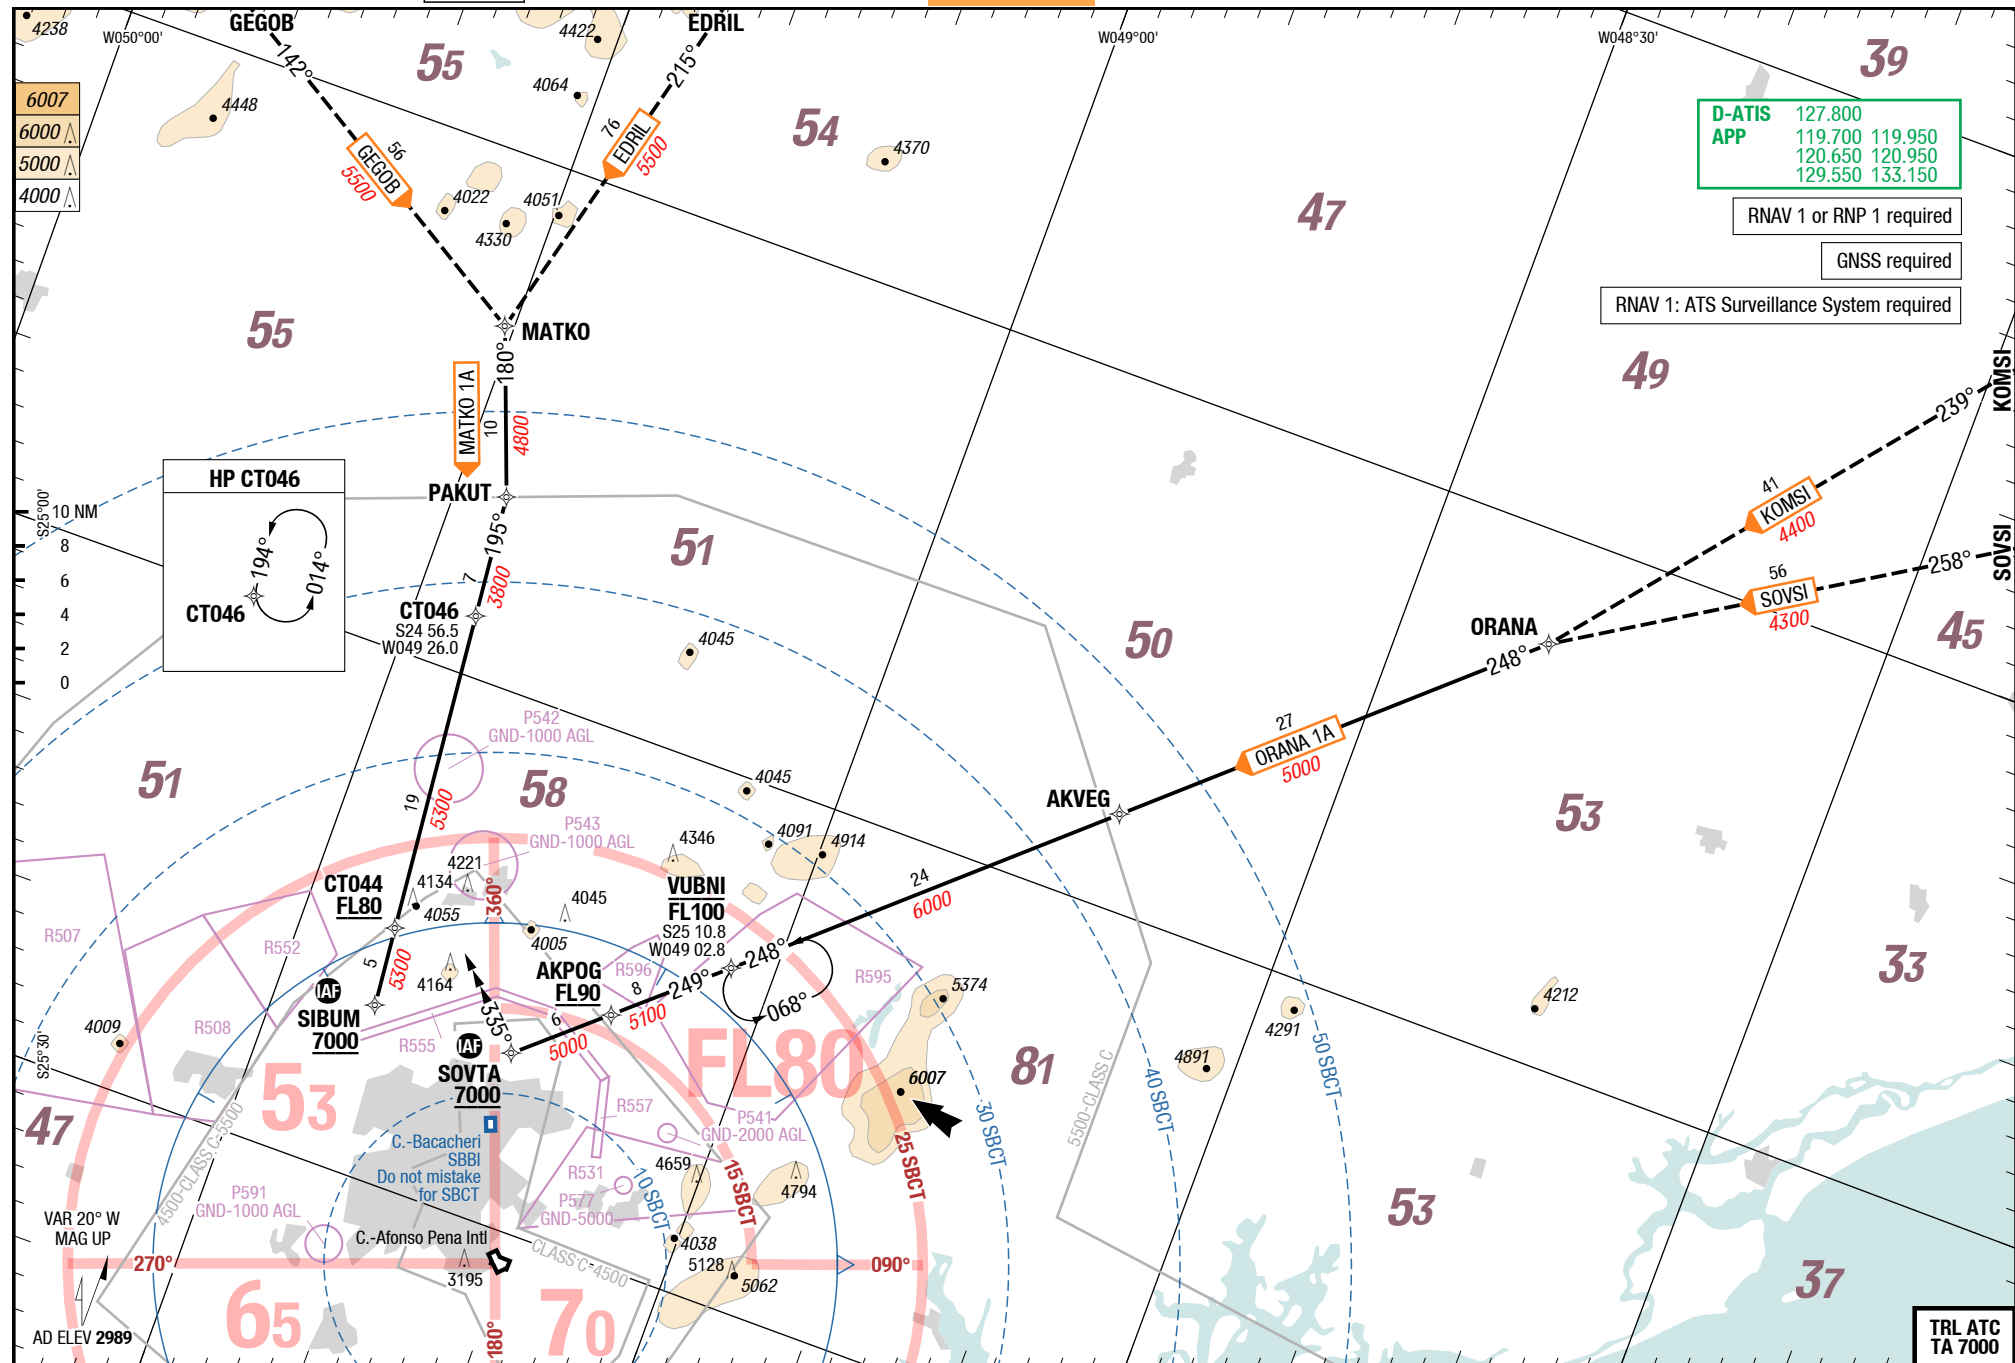 4238
GEGOB
W050°00'
142°
55
4422
EDRIL
215°
W049°00'
W048°30'
39
6007
6000
5000
4000
4448
4064
76
EDRIL
5500
54
4370
D-ATIS 127.800
APP 119.700 119.950
120.650 120.950
129.550 133.150
56
GEGOB
5500
4022
4051
4330
47
RNAV 1 or RNP 1 required
GNSS required
RNAV 1: ATS Surveillance System required
55
MATKO
180°
MATKO 1A
10
4800
49
KOMSI
239°
HP CT046
194°
014°
CT046
S25°00'
10 NM
8
6
4
2
0
PAKUT
195°
7
3800
51
41
KOMSI
4400
SOVSI
258°
56
SOVSI
4300
45
CT046
S24 56.5
W049 26.0
4045
50
ORANA
248°
27
ORANA 1A
5000
P542
GND-1000 AGL
51
19
5300
58
4045
AKVEG
53
P543
GND-1000 AGL
4346
4091
4914
24
6000
4221
4134
4055
CT044
FL80
360°
4045
4005
VUBNI
FL100
S25 10.8
W049 02.8
248°
R507
R552
5
5300
4164
AKPOG
FL90
R596
249°
8
5100
068°
R595
5374
33
4212
4291
IAF
SIBUM
7000
R508
4009
R555
335°
6
5000
IAF
SOVTA
7000
FL80
81
4891
6007
5500-CLASS C
50 SBCT
40 SBCT
30 SBCT
25 SBCT
15 SBCT
10 SBCT
S25°30'
47
53
R557
P541
GND-2000 AGL
C.-Bacacheri
SBBI
Do not mistake
for SBCT
4500-CLASS C-5500
P591
GND-1000 AGL
R531
P577
GND-5000
4659
4794
53
VAR 20° W
MAG UP
270°
C.-Afonso Pena Intl
3195
CLASS C-4500
4038
5128
5062
090°
37
AD ELEV 2989
65
180°
70
TRL ATC
TA 7000